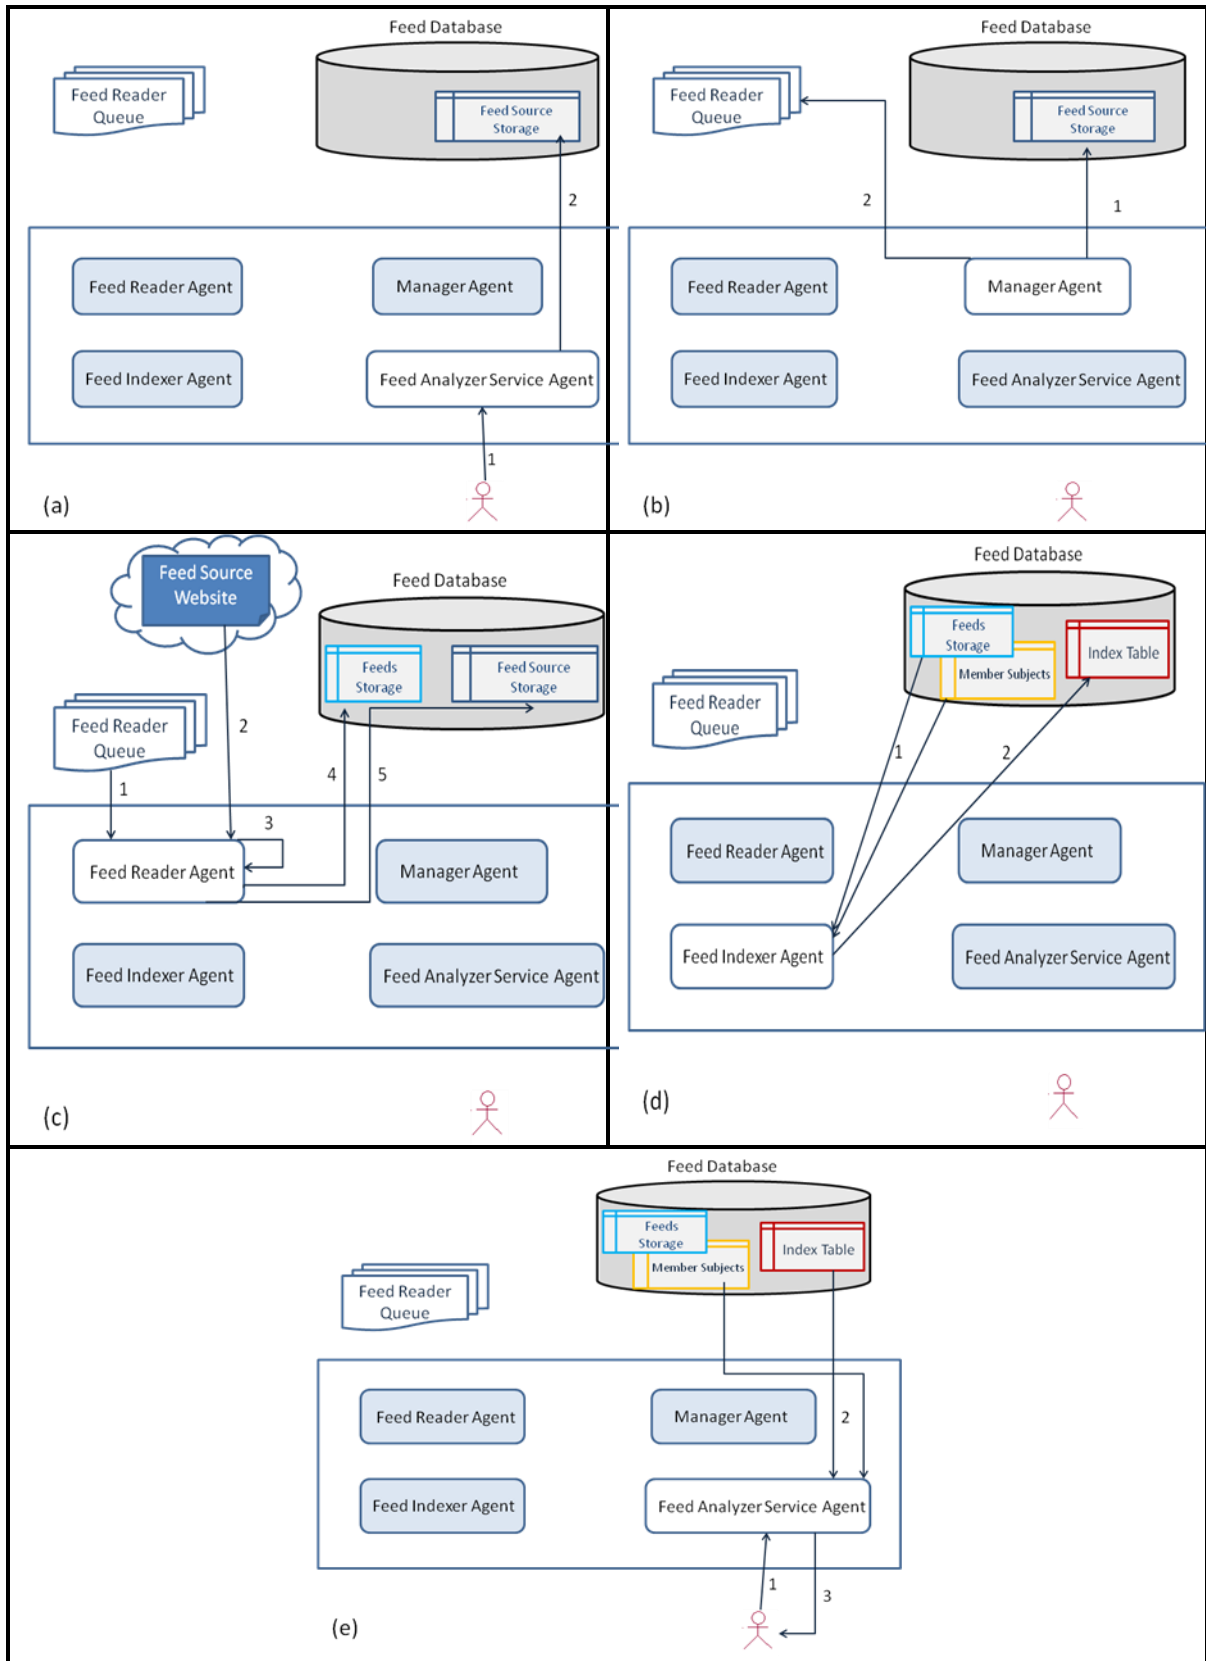 Feed Database
Feed Reader
Queue
Feed Source
Storage
2
Feed Reader Agent
Manager Agent
Feed Indexer Agent
Feed Analyzer Service Agent
1
(a)
Feed Database
Feed Reader
Queue
Feed Source
Storage
2
1
Feed Reader Agent
Manager Agent
Feed Indexer Agent
Feed Analyzer Service Agent
(b)
Feed Source
Website
Feed Database
Feeds
Storage
Feed Source
Storage
Feed Reader
Queue
2
1
4
5
3
Feed Reader Agent
Manager Agent
Feed Indexer Agent
Feed Analyzer Service Agent
(c)
Feed Database
Feeds
Storage
Member Subjects
Index Table
Feed Reader
Queue
1
2
Feed Reader Agent
Manager Agent
Feed Indexer Agent
Feed Analyzer Service Agent
(d)
Feed Database
Feeds
Storage
Member Subjects
Index Table
Feed Reader
Queue
Feed Reader Agent
Manager Agent
2
Feed Indexer Agent
Feed Analyzer Service Agent
1
3
(e)